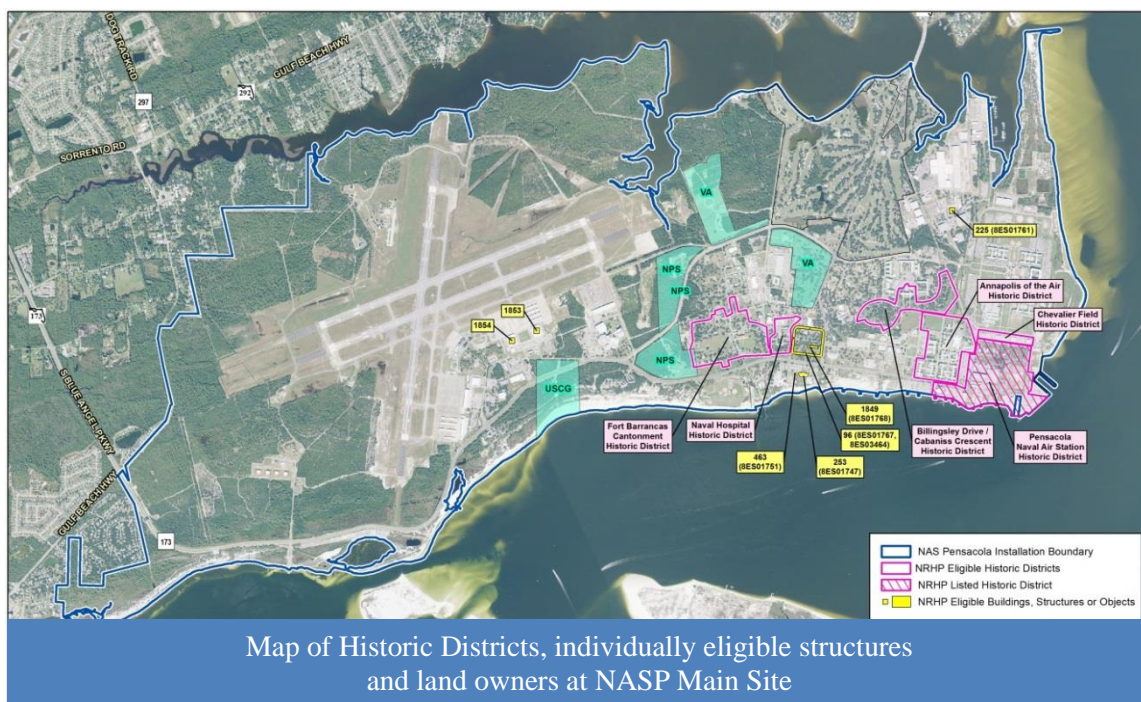 DOG TRACK RD
297
GULF BEACH HWY
292
SORRENTO RD
173
S BLUE ANGEL PKWY
GULF BEACH HWY
173
VA
VA
NPS
NPS
NPS
USCG
1853
1854
225 (8ES01761)
Annapolis of the Air
Historic District
Chevalier Field
Historic District
Fort Barrancas
Cantonment
Historic District
Naval Hospital
Historic District
463
(8ES01751)
253
(8ES01747)
1849
(8ES01768)
96 (8ES01767,
8ES03464)
Billingsley Drive /
Cabaniss Crescent
Historic District
Pensacola
Naval Air Station
Historic District
NAS Pensacola Installation Boundary
NRHP Eligible Historic Districts
NRHP Listed Historic District
NRHP Eligible Buildings, Structures or Objects
Map of Historic Districts, individually eligible structures
and land owners at NASP Main Site